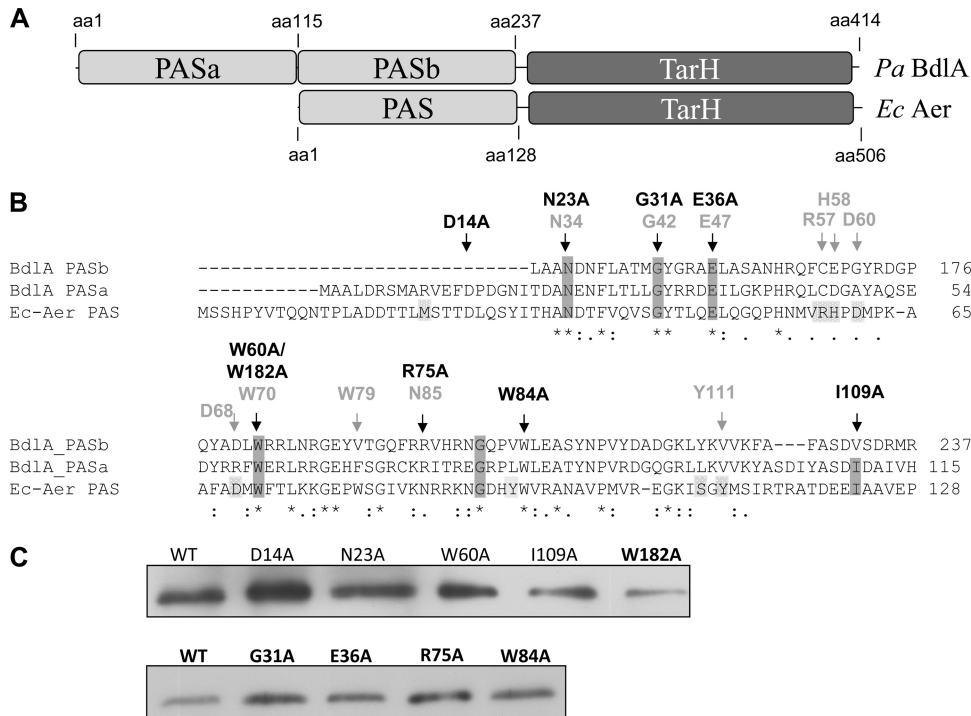 A
aa1 aa115 aa237 aa414
PASa PASb TarH Pa BdlA
PAS TarH Ec Aer
aa1 aa128 aa506
B
N23A G31A E36A H58
D14A N34 G42 E47 R57 D60
BdlA PASb ------------------------------LAANDNFLATMGYGRAELASANHRQFCEPGYRDGP 176
BdlA PASa -----------MAALDRSMARVEFDPDGNITDANENFLTLLGYRRDEILGKPHRQLCDGAYAQSE 54
Ec-Aer PAS MSSHPYVTQQNTPLADDTTLMSTTDLQSYITHANDTFVQVSGYTLQELQGQPHNMVRHPDMPK-A 65
**:.* ** * : * . . . .
W60A/
W182A R75A
D68 W70 W79 N85 W84A Y111 I109A
BdlA_PASb QYADLWRRLNRGEYVTGQFRRVHRNGQPVWLEASYNPVYDADGKLYKVVKFA---FASDVSDRMR 237
BdlA_PASa DYRRFWERLRRGEHFSGRCKRITREGRPLWLEATYNPVRDGQGRLLKVVKYASDIYASDIDAIVH 115
Ec-Aer PAS AFADMWFTLKKGEPWSGIVKNRRKNGDHYWVRANAVPMVR-EGKISGYMSIRTRATDEEIAAVEP 128
: :* *.:** :* :. ::* *:.* *: :*:: :.
C
WT D14A N23A W60A I109A W182A
WT G31A E36A R75A W84A